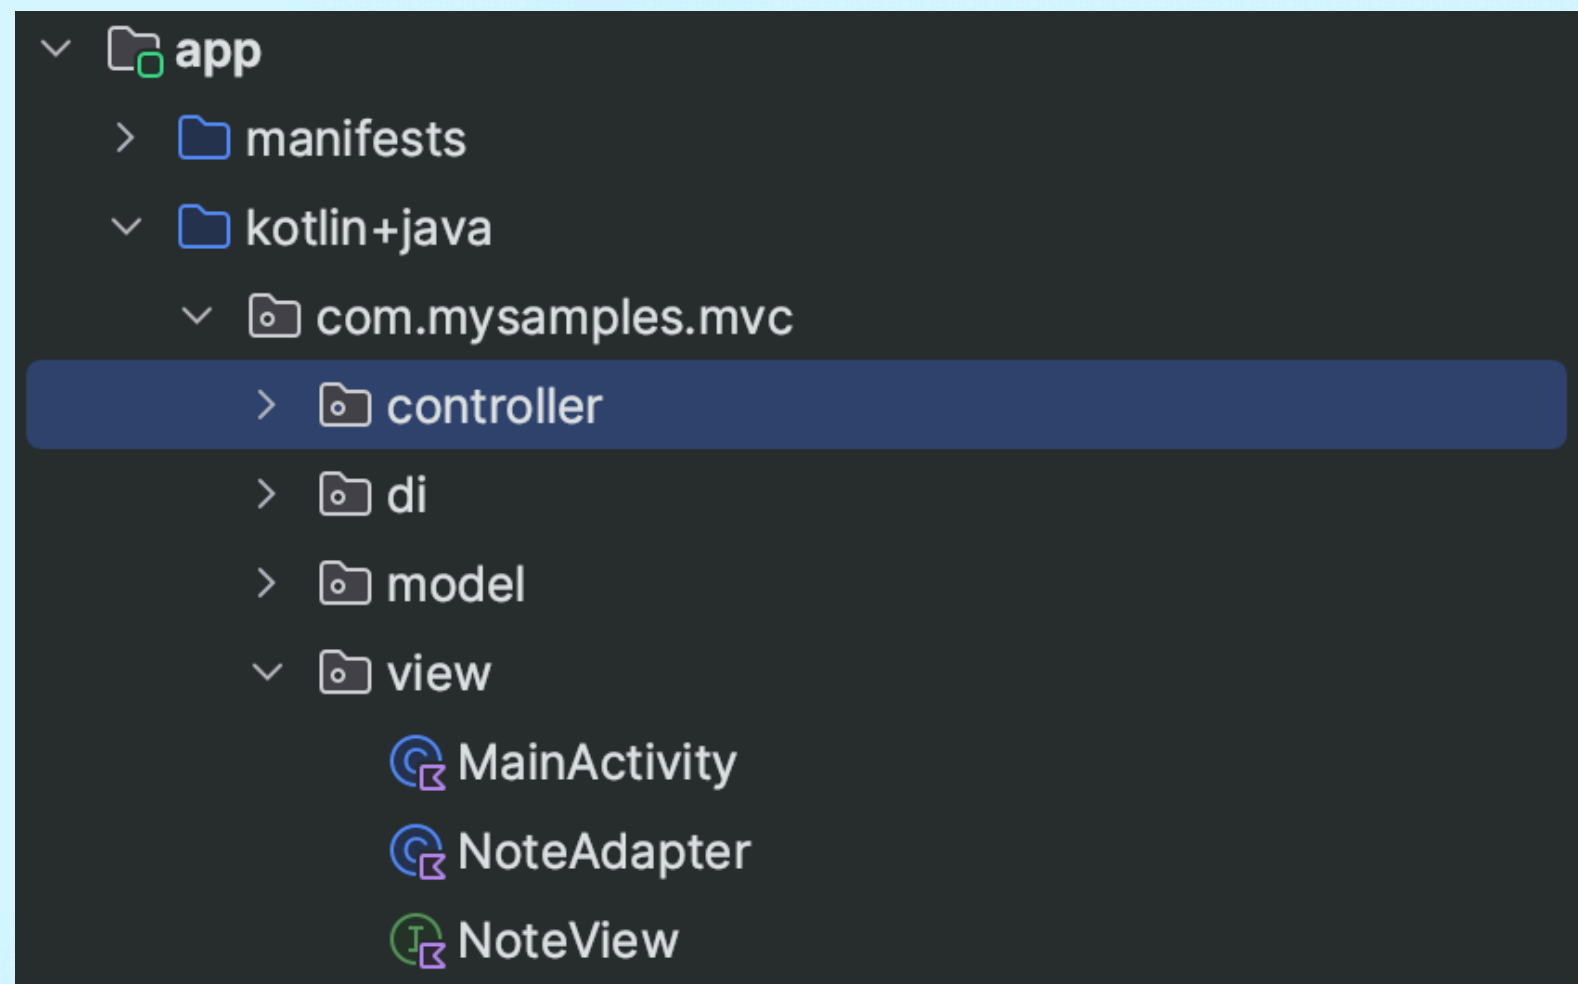 app
manifests
kotlin+java
com.mysamples.mvc
controller
di
model
view
MainActivity
NoteAdapter
NoteView